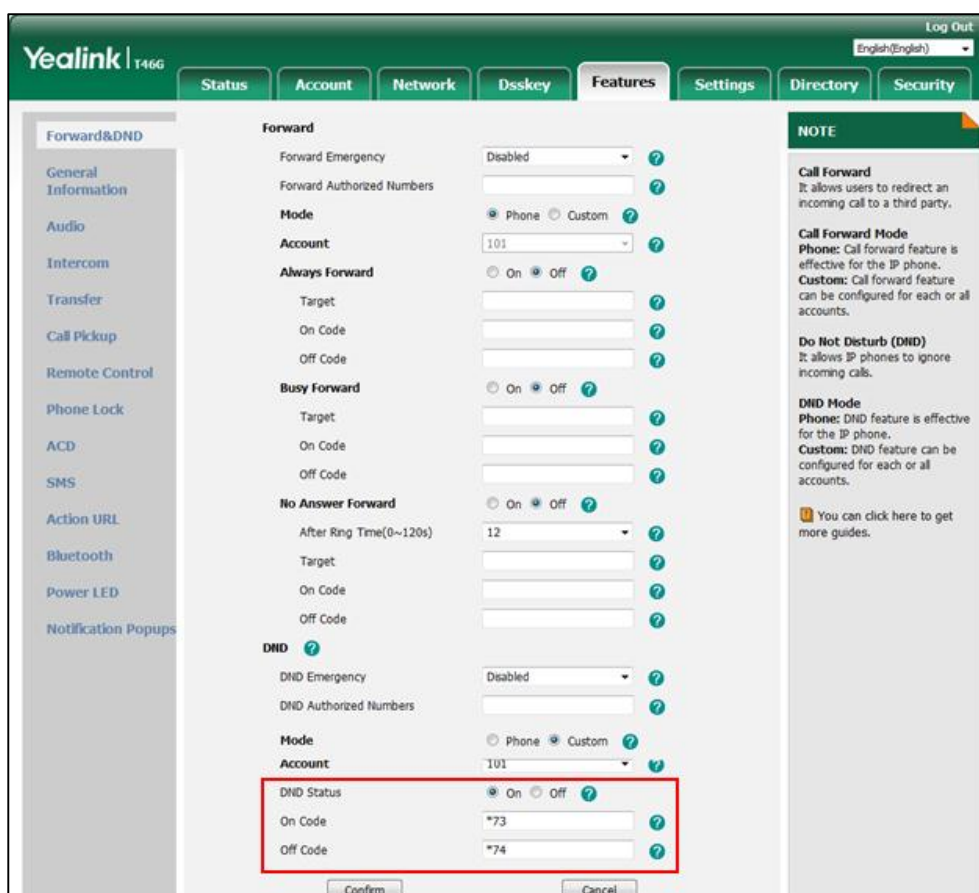 Log Out
Yealink | T46G
English(English)
Status Account Network Dsskey Features Settings Directory Security
Forward&DND
General
Information
Audio
Intercom
Transfer
Call Pickup
Remote Control
Phone Lock
ACD
SMS
Action URL
Bluetooth
Power LED
Notification Popups
Forward
Forward Emergency Disabled ?
Forward Authorized Numbers ?
Mode Phone Custom ?
Account 101 ?
Always Forward On Off ?
Target ?
On Code ?
Off Code ?
Busy Forward On Off ?
Target ?
On Code ?
Off Code ?
No Answer Forward On Off ?
After Ring Time(0~120s) 12 ?
Target ?
On Code ?
Off Code ?
DND ?
DND Emergency Disabled ?
DND Authorized Numbers ?
Mode Phone Custom ?
Account 101 ?
DND Status On Off ?
On Code *73 ?
Off Code *74 ?
Confirm Cancel
NOTE
Call Forward
It allows users to redirect an
incoming call to a third party.
Call Forward Mode
Phone: Call forward feature is
effective for the IP phone.
Custom: Call forward feature
can be configured for each or all
accounts.
Do Not Disturb (DND)
It allows IP phones to ignore
incoming calls.
DND Mode
Phone: DND feature is effective
for the IP phone.
Custom: DND feature can be
configured for each or all
accounts.
You can click here to get
more guides.